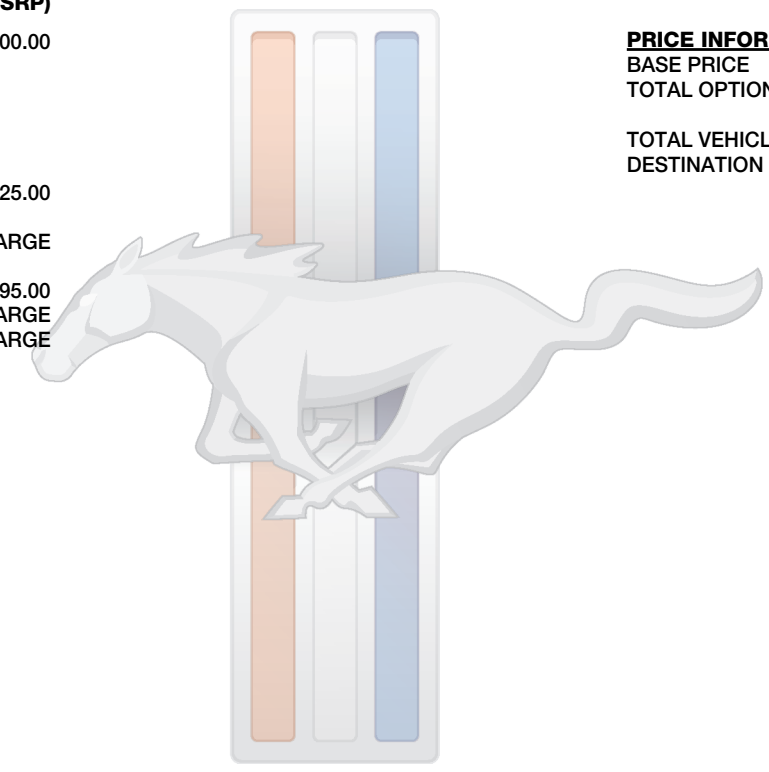 SRP)
00.00
25.00
ARGE
95.00
ARGE
ARGE
PRICE INFOR
BASE PRICE
TOTAL OPTION
TOTAL VEHICL
DESTINATION